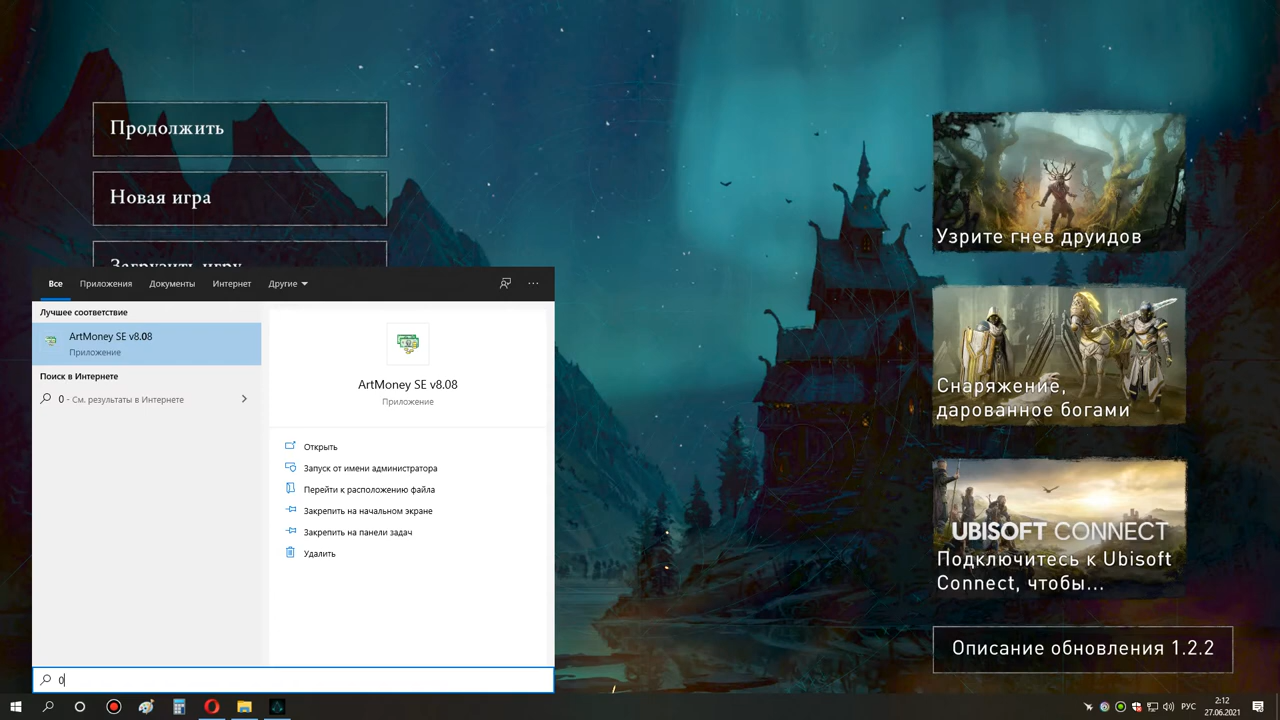 Продолжить
Новая игра
Загрузить игру
Все
Приложения
Документы
Интернет
Другие
Лучшее соответствие
ArtMoney SE v8.08
Приложение
Поиск в Интернете
0 - См. результаты в Интернете
ArtMoney SE v8.08
Приложение
Открыть
Запуск от имени администратора
Перейти к расположению файла
Закрепить на начальном экране
Закрепить на панели задач
Удалить
0
Узрите гнев друидов
Снаряжение,
дарованное богами
UBISOFT CONNECT
Подключитесь к Ubisoft
Connect, чтобы...
Описание обновления 1.2.2
РУС
2:12
27.06.2021